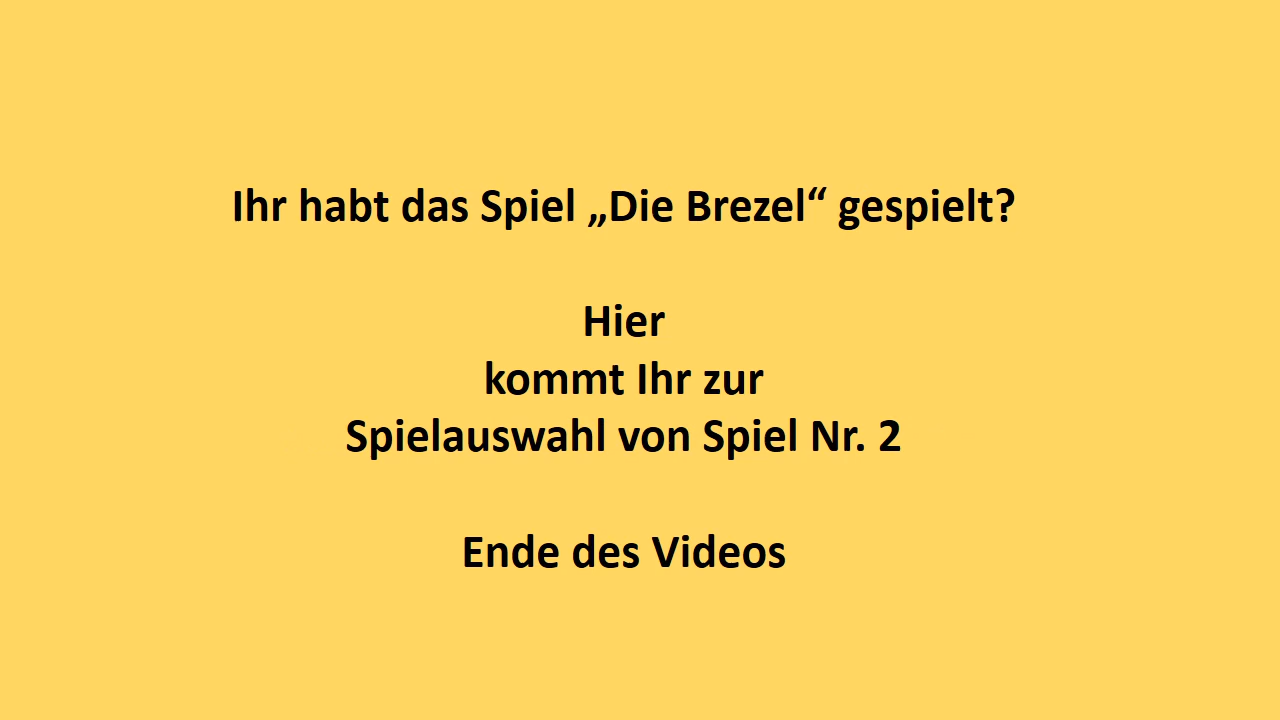 Ihr habt das Spiel „Die Brezel“ gespielt?
Hier
kommt Ihr zur
Spielauswahl von Spiel Nr. 2
Ende des Videos